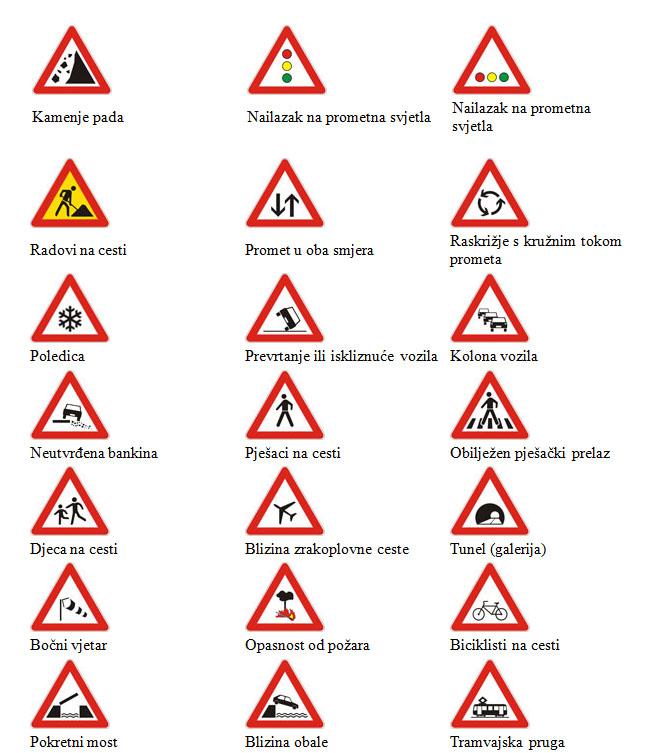 Kamenje pada
Nailazak na prometna svjetla
Nailazak na prometna
svjetla
Radovi na cesti
Promet u oba smjera
Raskrižje s kružnim tokom
prometa
Poledica
Prevrtanje ili iskliznuće vozila
Kolona vozila
Neutvrđena bankina
Pješaci na cesti
Obilježen pješački prelaz
Djeca na cesti
Blizina zrakoplovne ceste
Tunel (galerija)
Bočni vjetar
Opasnost od požara
Biciklisti na cesti
Pokretni most
Blizina obale
Tramvajska pruga